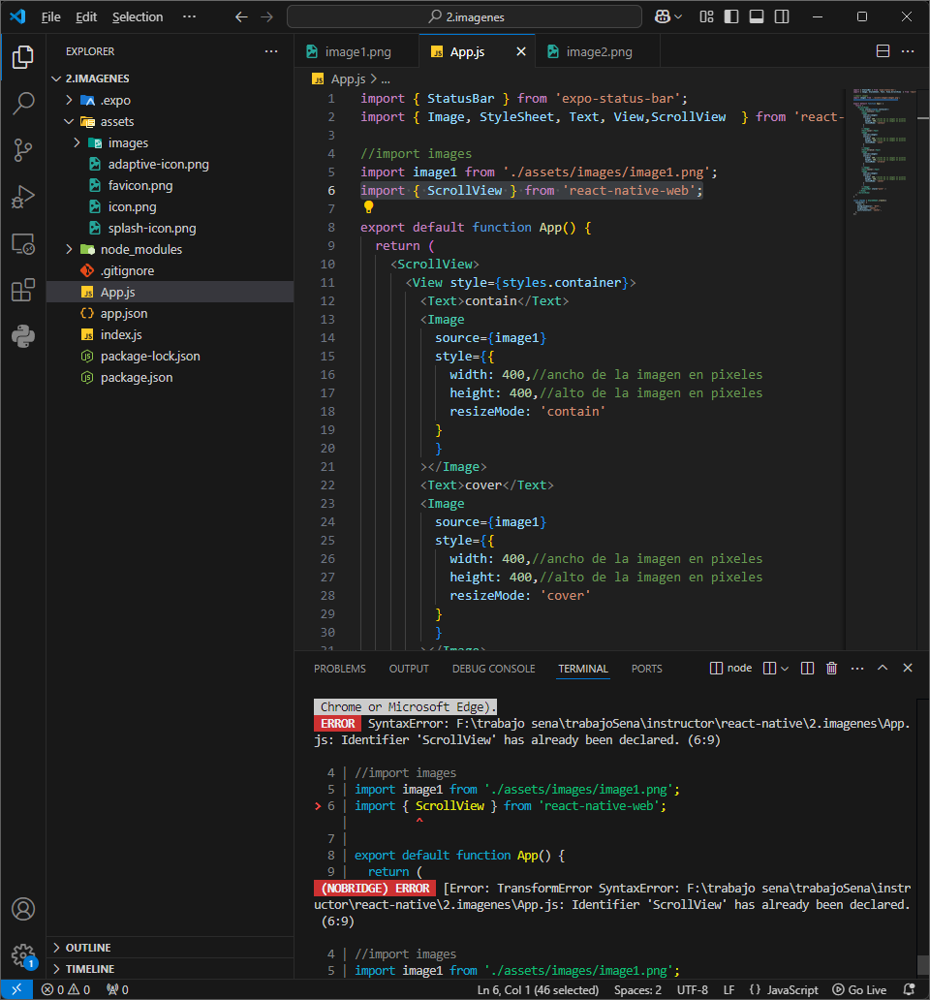 File Edit Selection ··· 2.imagenes
EXPLORER ···
2.IMAGENES
.expo
assets
images
adaptive-icon.png
favicon.png
icon.png
splash-icon.png
node_modules
.gitignore
JS App.js
{} app.json
JS index.js
package-lock.json
package.json
OUTLINE
TIMELINE
image1.png JS App.js image2.png ···
JS App.js > ...
1 import { StatusBar } from 'expo-status-bar';
2 import { Image, StyleSheet, Text, View,ScrollView } from 'react-
3
4 //import images
5 import image1 from './assets/images/image1.png';
6 import { ScrollView } from 'react-native-web';
7
8 export default function App() {
9 return (
10 <ScrollView>
11 <View style={styles.container}>
12 <Text>contain</Text>
13 <Image
14 source={image1}
15 style={{
16 width: 400,//ancho de la imagen en pixeles
17 height: 400,//alto de la imagen en pixeles
18 resizeMode: 'contain'
19 }
20 }
21 ></Image>
22 <Text>cover</Text>
23 <Image
24 source={image1}
25 style={{
26 width: 400,//ancho de la imagen en pixeles
27 height: 400,//alto de la imagen en pixeles
28 resizeMode: 'cover'
29 }
30 }
31 ></Image>
PROBLEMS OUTPUT DEBUG CONSOLE TERMINAL PORTS node ···
Chrome or Microsoft Edge).
ERROR SyntaxError: F:\trabajo sena\trabajoSena\instructor\react-native\2.imagenes\App.
js: Identifier 'ScrollView' has already been declared. (6:9)
4 | //import images
5 | import image1 from './assets/images/image1.png';
> 6 | import { ScrollView } from 'react-native-web';
| ^
7 |
8 | export default function App() {
9 | return (
(NOBRIDGE) ERROR [Error: TransformError SyntaxError: F:\trabajo sena\trabajoSena\instr
uctor\react-native\2.imagenes\App.js: Identifier 'ScrollView' has already been declared.
(6:9)
4 | //import images
5 | import image1 from './assets/images/image1.png';
1
0 0 0 Ln 6, Col 1 (46 selected) Spaces: 2 UTF-8 LF {} JavaScript Go Live